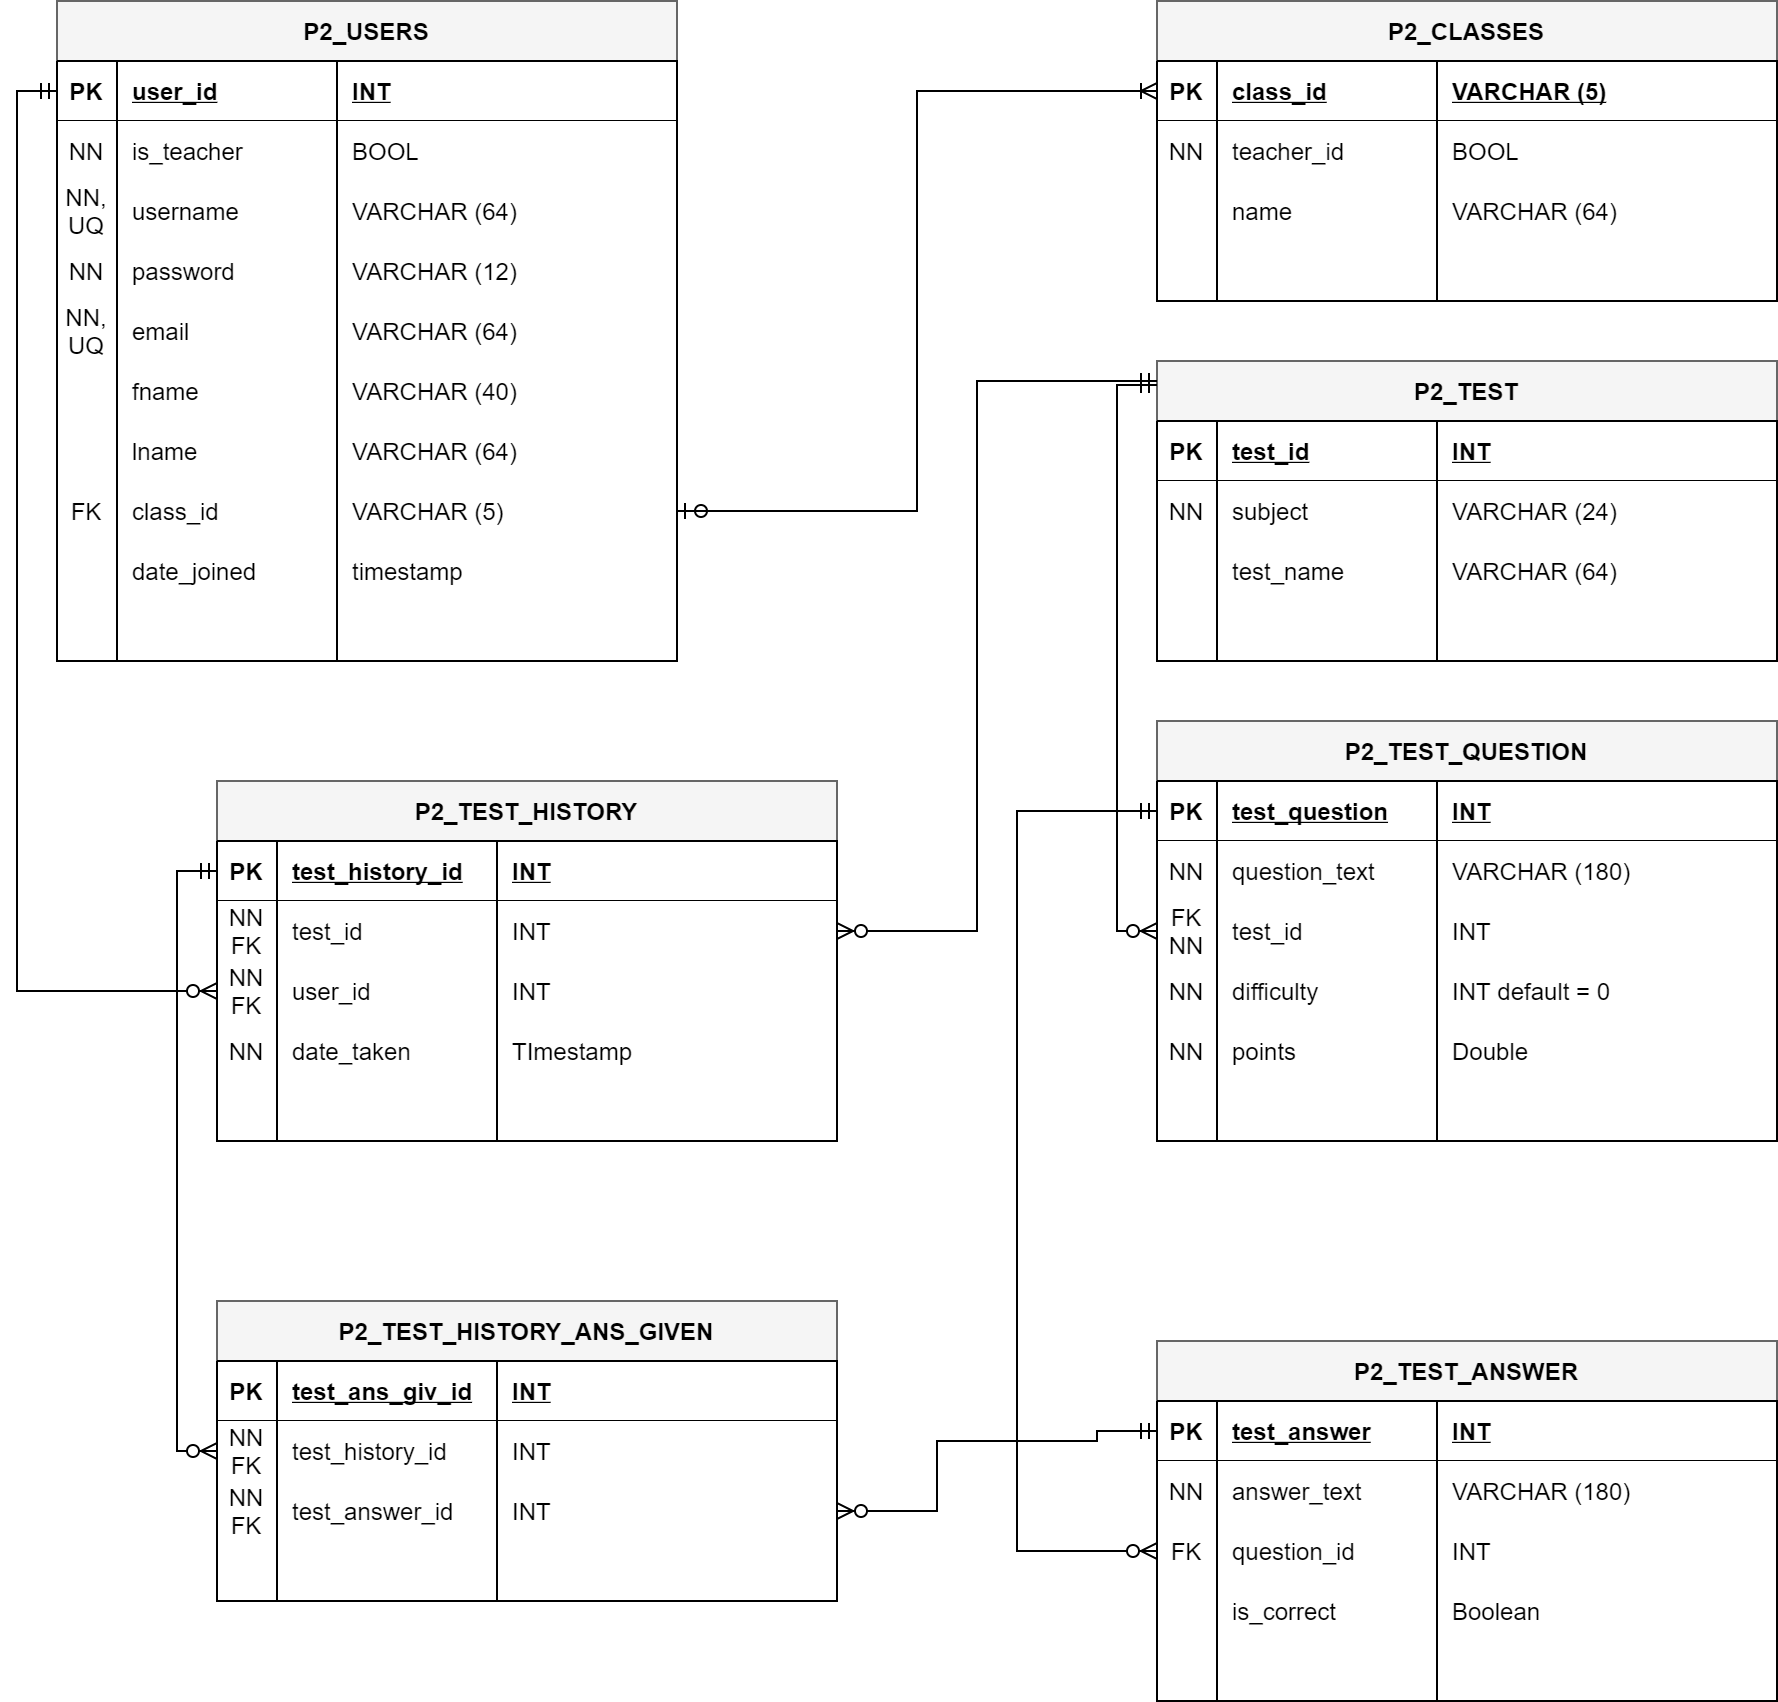 P2_USERS
PK user_id INT
NN is_teacher BOOL
NN,
UQ username VARCHAR (64)
NN password VARCHAR (12)
NN,
UQ email VARCHAR (64)
fname VARCHAR (40)
lname VARCHAR (64)
FK class_id VARCHAR (5)
date_joined timestamp
P2_CLASSES
PK class_id VARCHAR (5)
NN teacher_id BOOL
name VARCHAR (64)
P2_TEST
PK test_id INT
NN subject VARCHAR (24)
test_name VARCHAR (64)
P2_TEST_HISTORY
PK test_history_id INT
NN
FK test_id INT
NN
FK user_id INT
NN date_taken TImestamp
P2_TEST_QUESTION
PK test_question INT
NN question_text VARCHAR (180)
FK
NN test_id INT
NN difficulty INT default = 0
NN points Double
P2_TEST_HISTORY_ANS_GIVEN
PK test_ans_giv_id INT
NN
FK test_history_id INT
NN
FK test_answer_id INT
P2_TEST_ANSWER
PK test_answer INT
NN answer_text VARCHAR (180)
FK question_id INT
is_correct Boolean